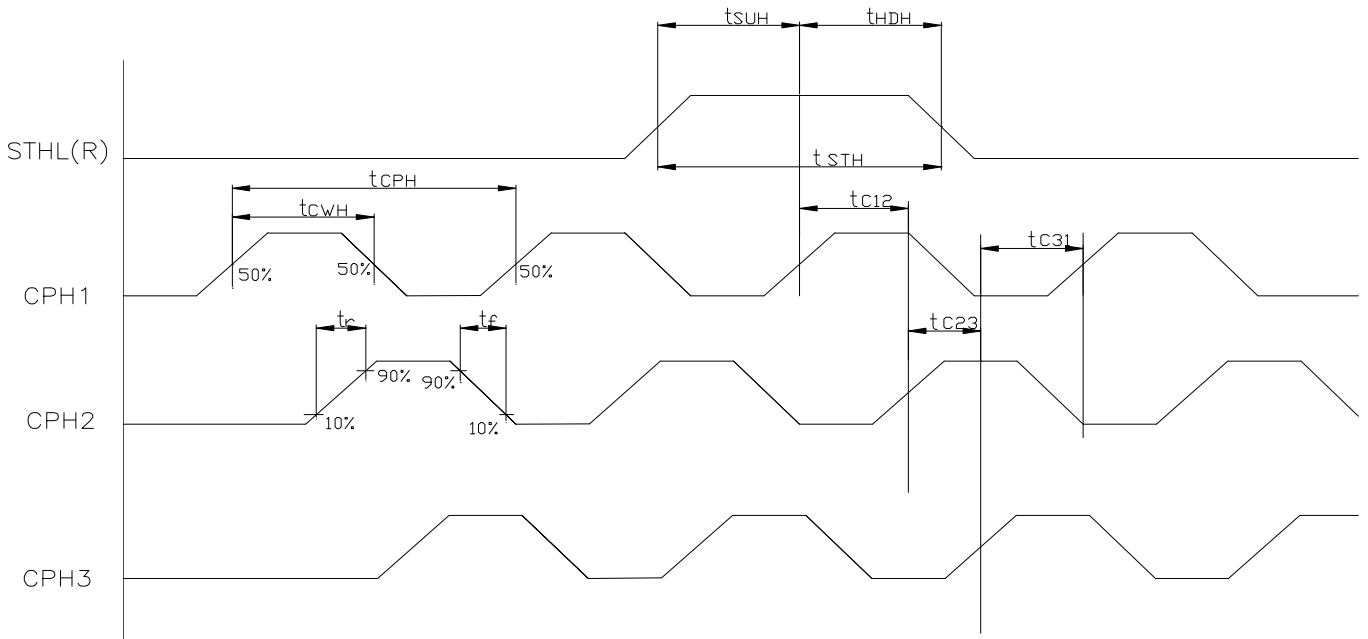 tSUH tHDH
STHL(R)
tSTH
tCPH
tCWH
tC12
tC31
50% 50% 50%
CPH1
tr tf
tC23
90% 90%
10% 10%
CPH2
CPH3